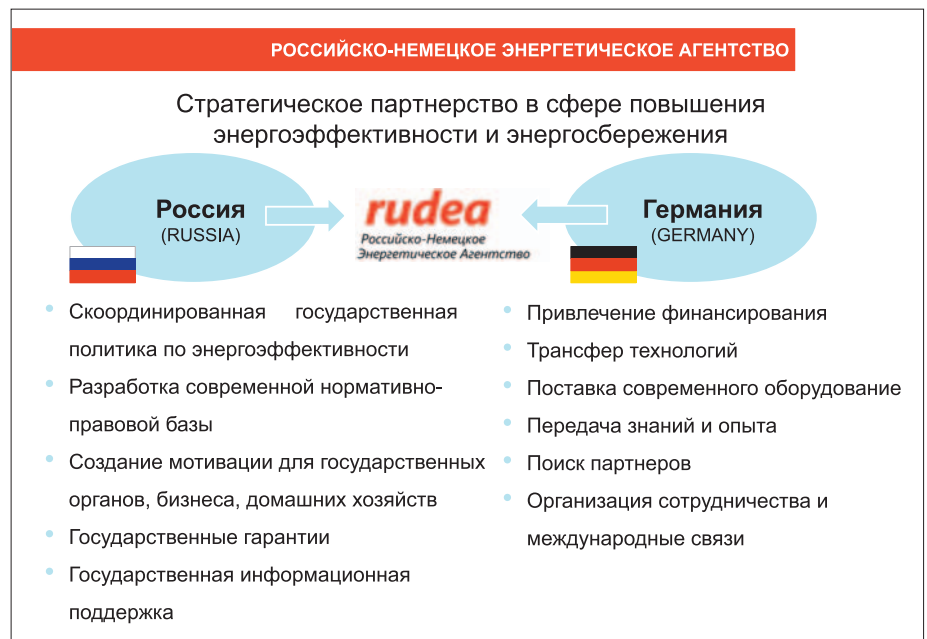 РОССИЙСКО-НЕМЕЦКОЕ ЭНЕРГЕТИЧЕСКОЕ АГЕНТСТВО
Стратегическое партнерство в сфере повышения
энергоэффективности и энергосбережения
Россия
(RUSSIA)
rudea
Российско-Немецкое
Энергетическое Агентство
Германия
(GERMANY)
• Скоординированная государственная
политика по энергоэффективности
• Разработка современной нормативно-
правовой базы
• Создание мотивации для государственных
органов, бизнеса, домашних хозяйств
• Государственные гарантии
• Государственная информационная
поддержка
• Привлечение финансирования
• Трансфер технологий
• Поставка современного оборудование
• Передача знаний и опыта
• Поиск партнеров
• Организация сотрудничества и
международные связи